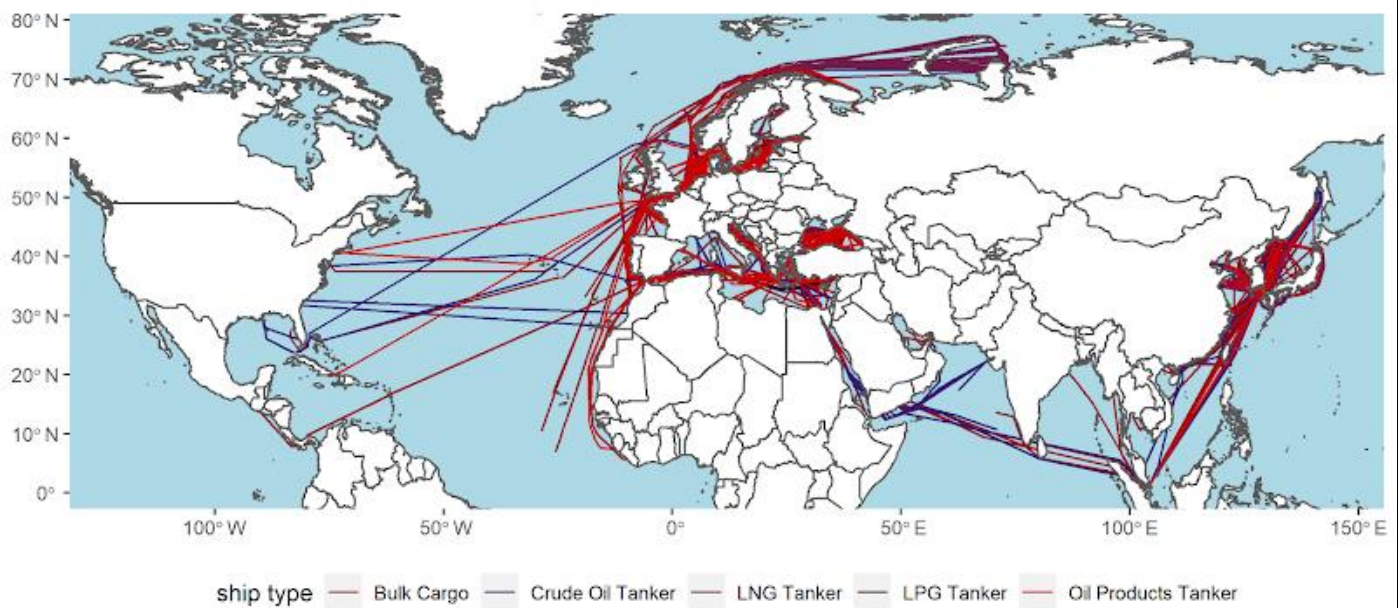 80° N
70° N
60° N
50° N
40° N
30° N
20° N
10° N
0°
100° W 50° W 0° 50° E 100° E 150° E
ship type Bulk Cargo Crude Oil Tanker LNG Tanker LPG Tanker Oil Products Tanker